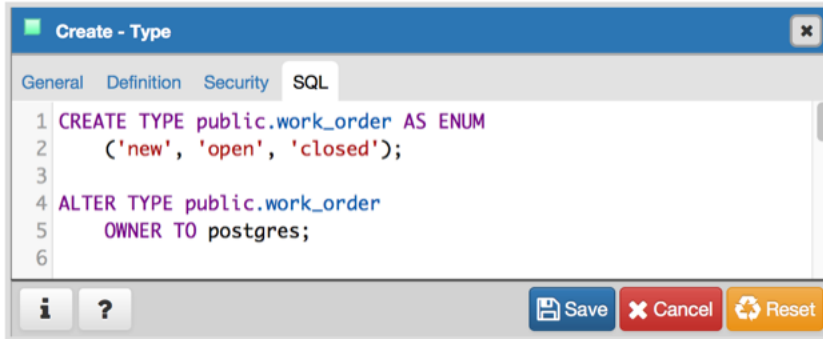 Create - Type
General Definition Security SQL
1 CREATE TYPE public.work_order AS ENUM
2 ('new', 'open', 'closed');
3
4 ALTER TYPE public.work_order
5 OWNER TO postgres;
6
i ? Save Cancel Reset